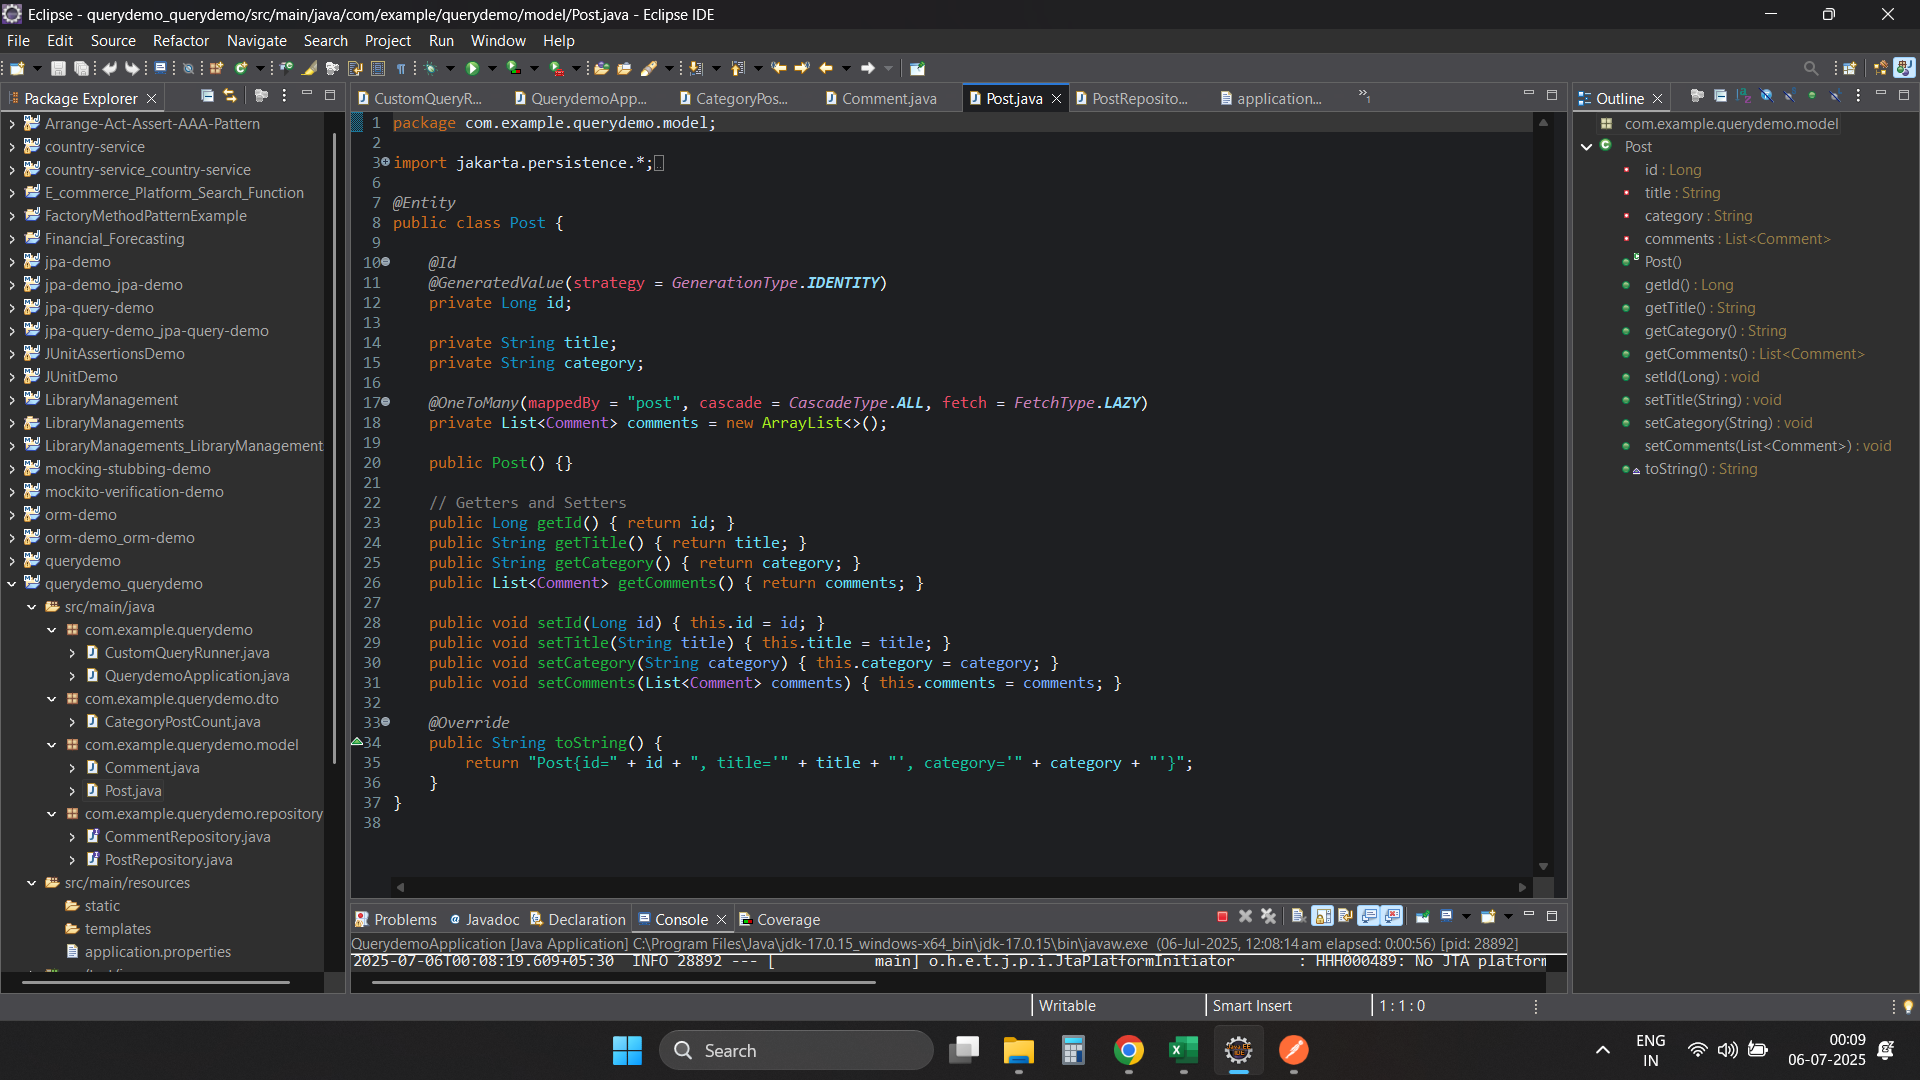 Eclipse - querydemo_querydemo/src/main/java/com/example/querydemo/model/Post.java - Eclipse IDE
File Edit Source Refactor Navigate Search Project Run Window Help
Package Explorer
Arrange-Act-Assert-AAA-Pattern
country-service
country-service_country-service
E_commerce_Platform_Search_Function
FactoryMethodPatternExample
Financial_Forecasting
jpa-demo
jpa-demo_jpa-demo
jpa-query-demo
jpa-query-demo_jpa-query-demo
JUnitAssertionsDemo
JUnitDemo
LibraryManagement
LibraryManagements
LibraryManagements_LibraryManagement
mocking-stubbing-demo
mockito-verification-demo
orm-demo
orm-demo_orm-demo
querydemo
querydemo_querydemo
src/main/java
com.example.querydemo
CustomQueryRunner.java
QuerydemoApplication.java
com.example.querydemo.dto
CategoryPostCount.java
com.example.querydemo.model
Comment.java
Post.java
com.example.querydemo.repository
CommentRepository.java
PostRepository.java
src/main/resources
static
templates
application.properties
CustomQueryR... QuerydemoApp... CategoryPos... Comment.java Post.java PostReposito... application... »1
1 package com.example.querydemo.model;
2
3 import jakarta.persistence.*;
6
7 @Entity
8 public class Post {
9
10 @Id
11 @GeneratedValue(strategy = GenerationType.IDENTITY)
12 private Long id;
13
14 private String title;
15 private String category;
16
17 @OneToMany(mappedBy = "post", cascade = CascadeType.ALL, fetch = FetchType.LAZY)
18 private List<Comment> comments = new ArrayList<>();
19
20 public Post() {}
21
22 // Getters and Setters
23 public Long getId() { return id; }
24 public String getTitle() { return title; }
25 public String getCategory() { return category; }
26 public List<Comment> getComments() { return comments; }
27
28 public void setId(Long id) { this.id = id; }
29 public void setTitle(String title) { this.title = title; }
30 public void setCategory(String category) { this.category = category; }
31 public void setComments(List<Comment> comments) { this.comments = comments; }
32
33 @Override
34 public String toString() {
35 return "Post{id=" + id + ", title='" + title + "', category='" + category + "'}";
36 }
37 }
38
Outline
com.example.querydemo.model
Post
id : Long
title : String
category : String
comments : List<Comment>
Post()
getId() : Long
getTitle() : String
getCategory() : String
getComments() : List<Comment>
setId(Long) : void
setTitle(String) : void
setCategory(String) : void
setComments(List<Comment>) : void
toString() : String
Problems Javadoc Declaration Console Coverage
QuerydemoApplication [Java Application] C:\Program Files\Java\jdk-17.0.15_windows-x64_bin\jdk-17.0.15\bin\javaw.exe (06-Jul-2025, 12:08:14 am elapsed: 0:00:56) [pid: 28892]
2025-07-06T00:08:19.609+05:30 INFO 28892 --- [ main] o.h.e.t.j.p.i.JtaPlatformInitiator : HHH000489: No JTA platform
Writable Smart Insert 1 : 1 : 0
Search
ENG
IN
00:09
06-07-2025